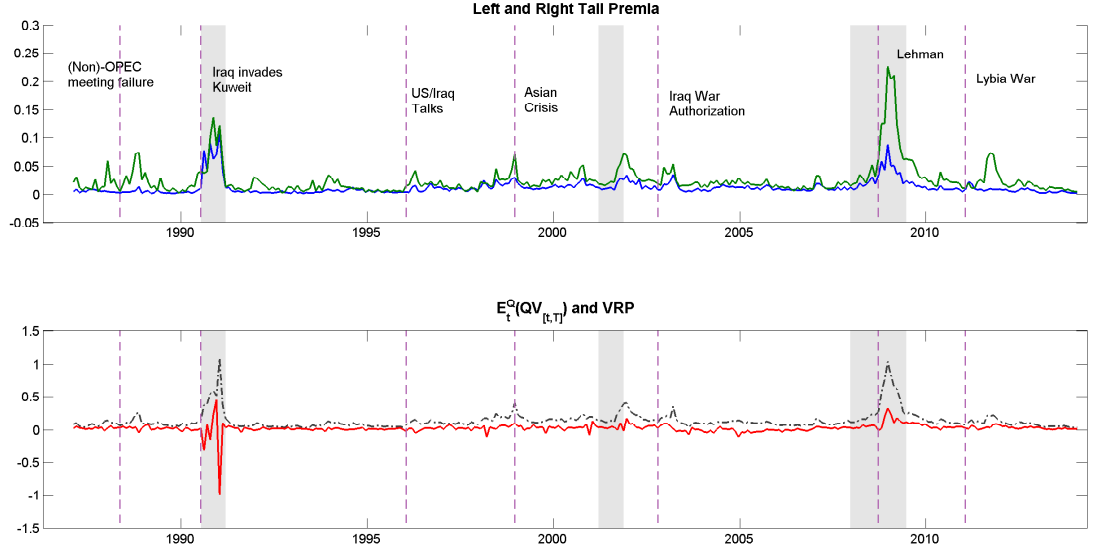 Left and Right Tail Premia
0.3
0.25
0.2
0.15
0.1
0.05
0
-0.05
(Non)-OPEC
meeting failure
Iraq invades
Kuweit
US/Iraq
Talks
Asian
Crisis
Iraq War
Authorization
Lehman
Lybia War
1990
1995
2000
2005
2010
E_t^Q(QV_[t,T]) and VRP
1.5
1
0.5
0
-0.5
-1
-1.5
1990
1995
2000
2005
2010